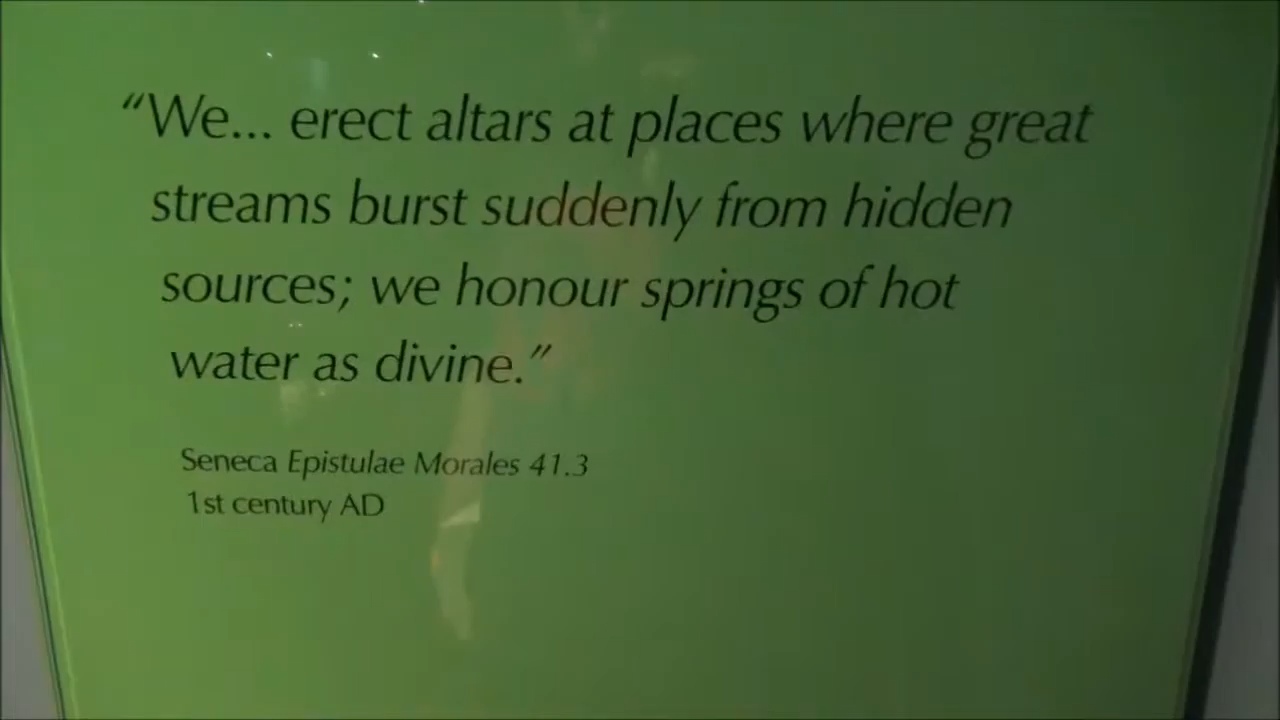 “We... erect altars at places where great
streams burst suddenly from hidden
sources; we honour springs of hot
water as divine.”
Seneca Epistulae Morales 41.3
1st century AD